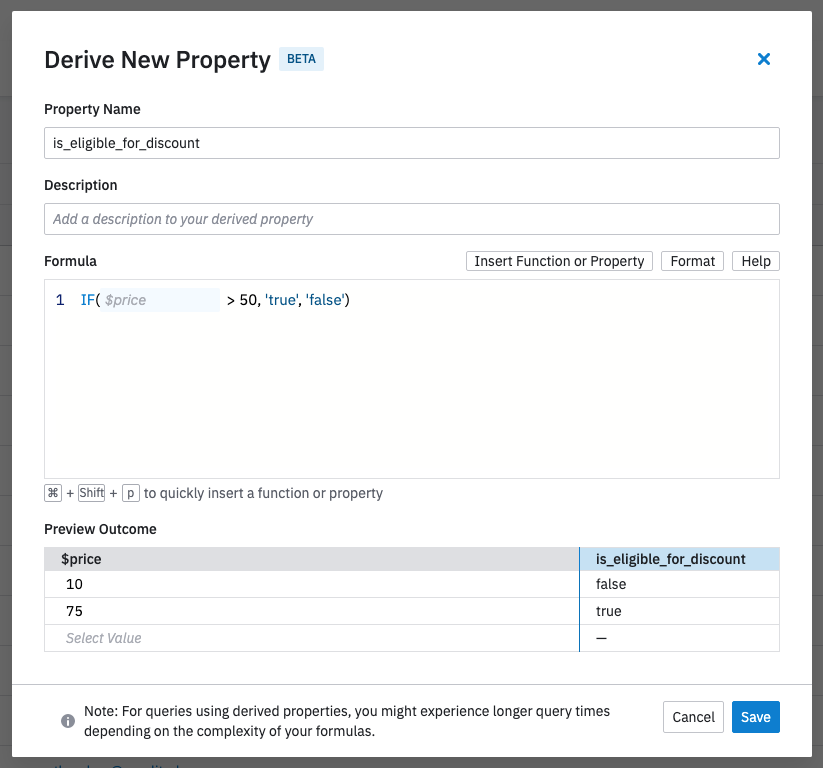 Derive New Property BETA
Property Name
is_eligible_for_discount
Description
Add a description to your derived property
Formula Insert Function or Property Format Help
1 IF( $price > 50, 'true', 'false')
⌘ + Shift + p to quickly insert a function or property
Preview Outcome
$price is_eligible_for_discount
10 false
75 true
Select Value —
Note: For queries using derived properties, you might experience longer query times
depending on the complexity of your formulas.
Cancel Save